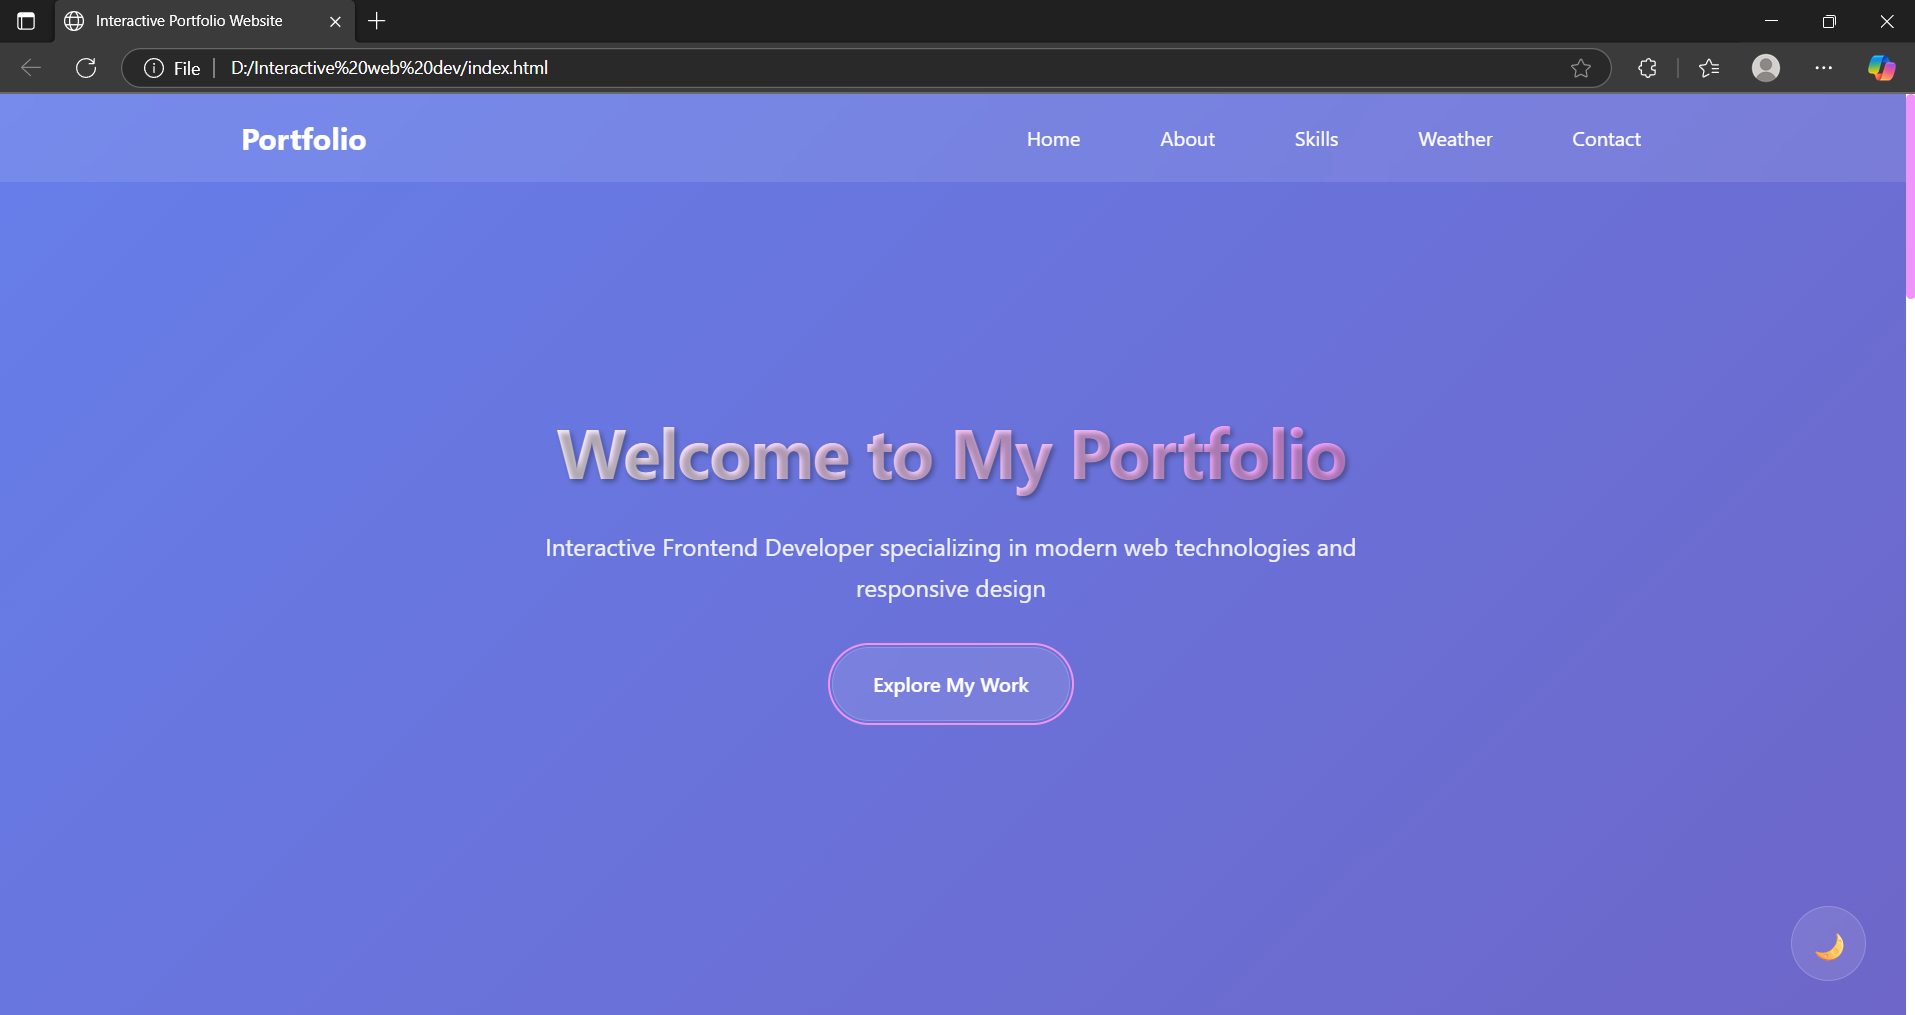 Interactive Portfolio Website
File
D:/Interactive%20web%20dev/index.html
Portfolio
Home
About
Skills
Weather
Contact
Welcome to My Portfolio
Interactive Frontend Developer specializing in modern web technologies and
responsive design
Explore My Work